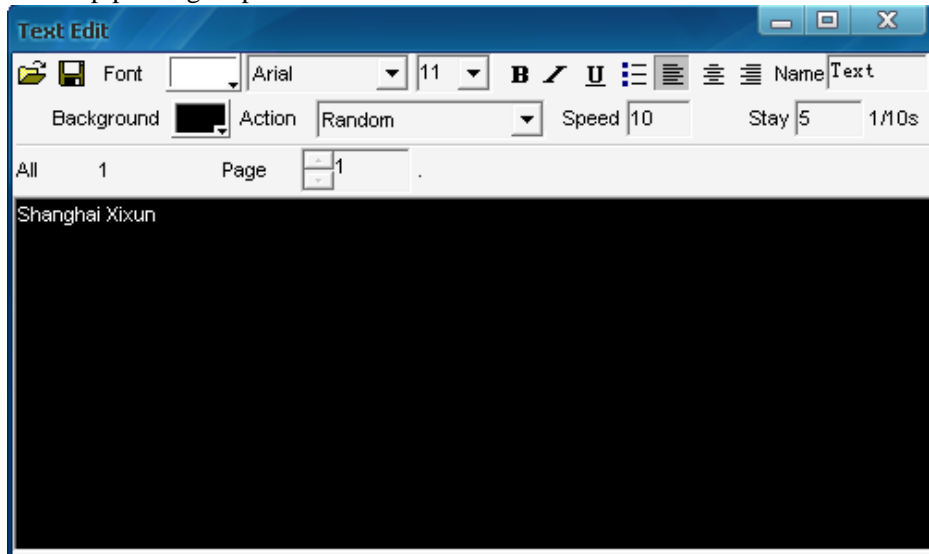 Text Edit
Font Arial 11 B I U Name Text
Background Action Random Speed 10 Stay 5 1/10s
All 1 Page 1 .
Shanghai Xixun